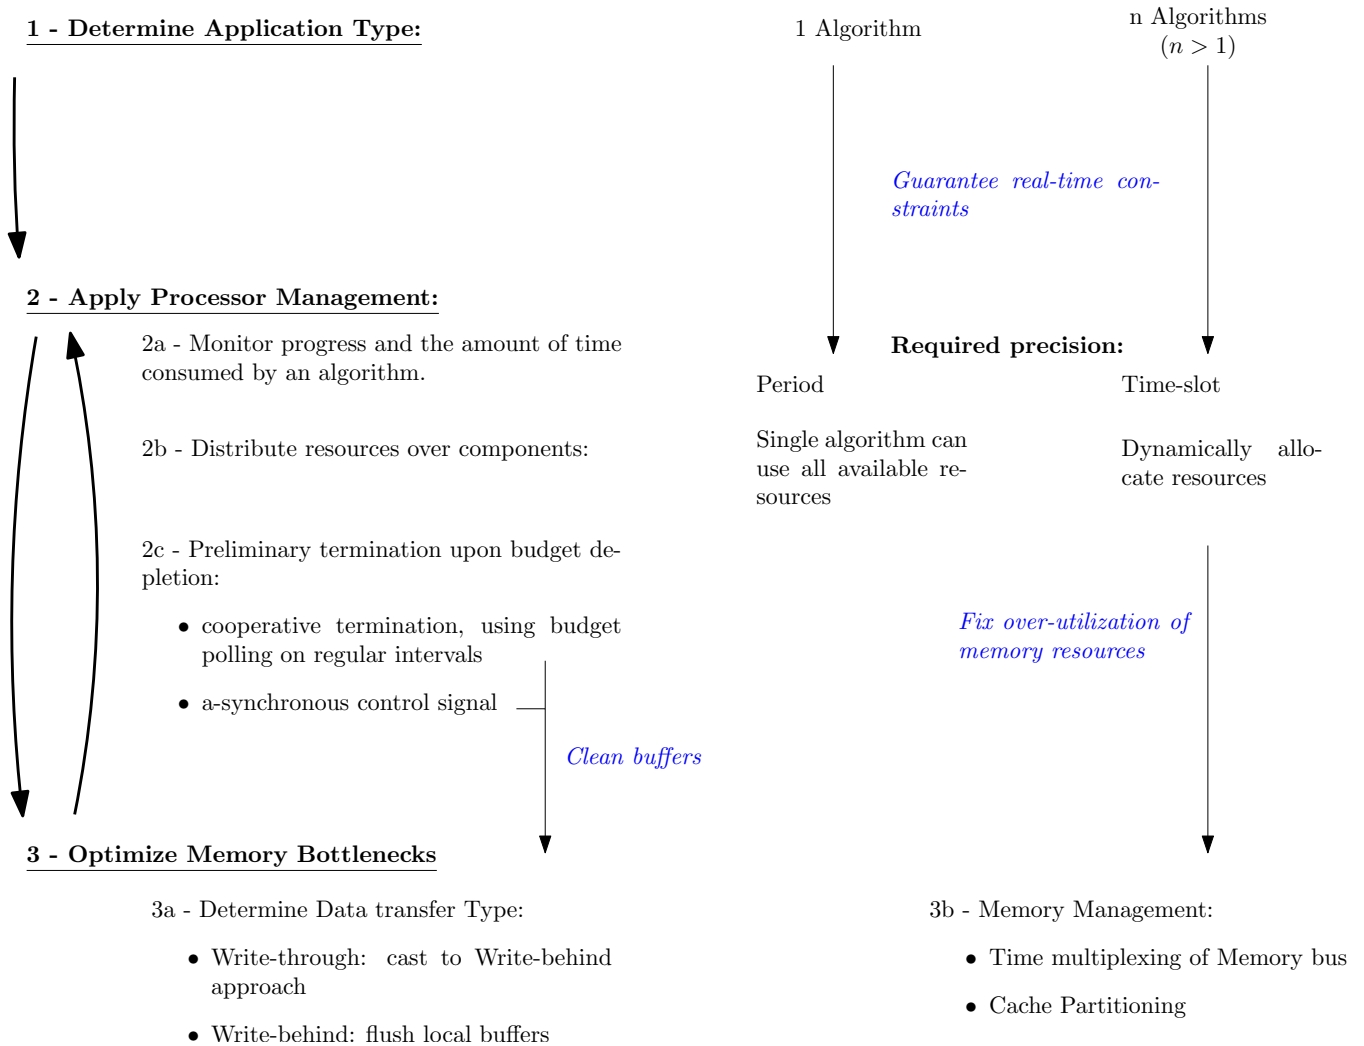 1 - Determine Application Type:
1 Algorithm
n Algorithms
(n > 1)
Guarantee real-time con-
straints
2 - Apply Processor Management:
2a - Monitor progress and the amount of time
consumed by an algorithm.
Required precision:
Period
Time-slot
2b - Distribute resources over components:
Single algorithm can
use all available re-
sources
Dynamically allo-
cate resources
2c - Preliminary termination upon budget de-
pletion:
• cooperative termination, using budget
polling on regular intervals
• a-synchronous control signal
Fix over-utilization of
memory resources
Clean buffers
3 - Optimize Memory Bottlenecks
3a - Determine Data transfer Type:
• Write-through: cast to Write-behind
approach
• Write-behind: flush local buffers
3b - Memory Management:
• Time multiplexing of Memory bus
• Cache Partitioning